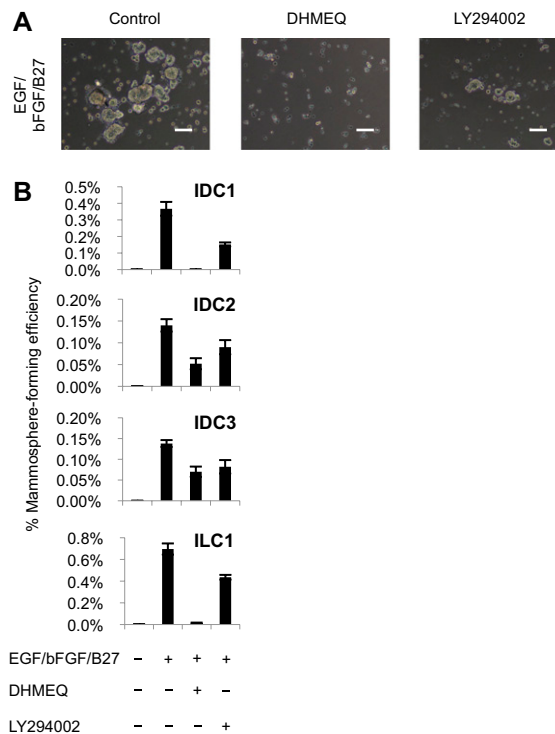 A
Control DHMEQ LY294002
EGF/
bFGF/B27
B
% Mammosphere-forming efficiency
IDC1
0.5%
0.4%
0.3%
0.2%
0.1%
0.0%
IDC2
0.20%
0.15%
0.10%
0.05%
0.00%
IDC3
0.20%
0.15%
0.10%
0.05%
0.00%
ILC1
0.8%
0.6%
0.4%
0.2%
0.0%
EGF/bFGF/B27 – + + +
DHMEQ – – + –
LY294002 – – – +